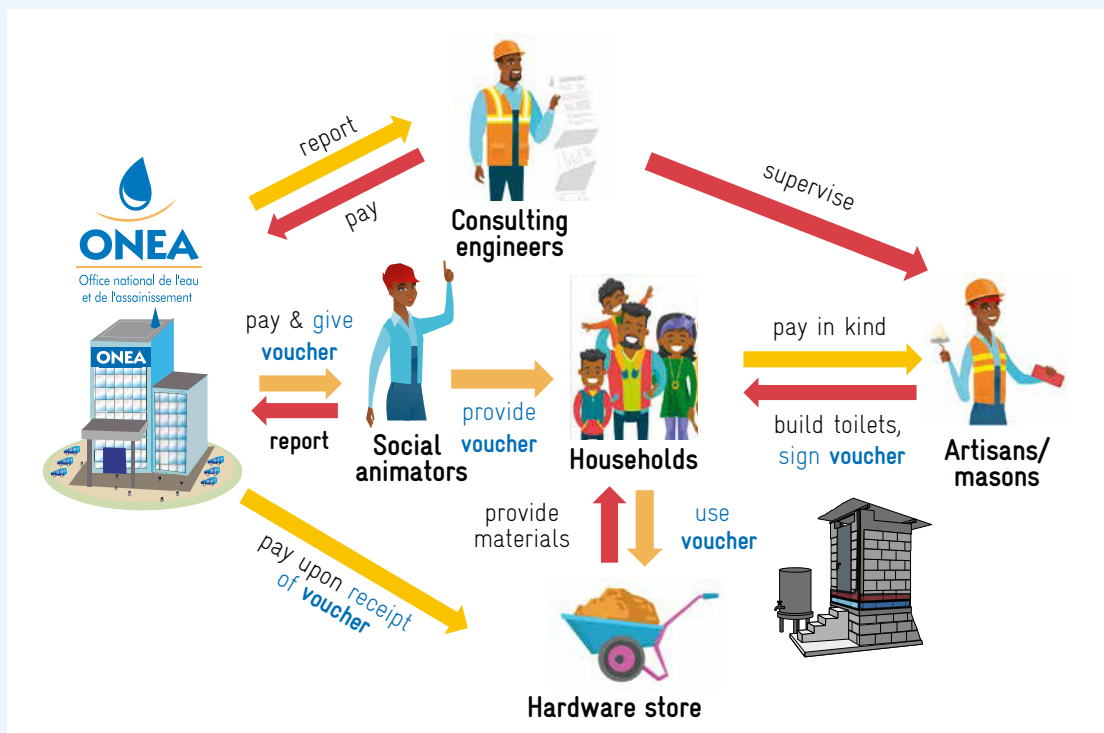 report
pay
supervise
Consulting
engineers
ONEA
Office national de l'eau
et de l'assainissement
ONEA
pay & give
voucher
report
Social
animators
provide
voucher
Households
pay in kind
build toilets,
sign voucher
Artisans/
masons
provide
materials
use
voucher
pay upon receipt
of voucher
Hardware store